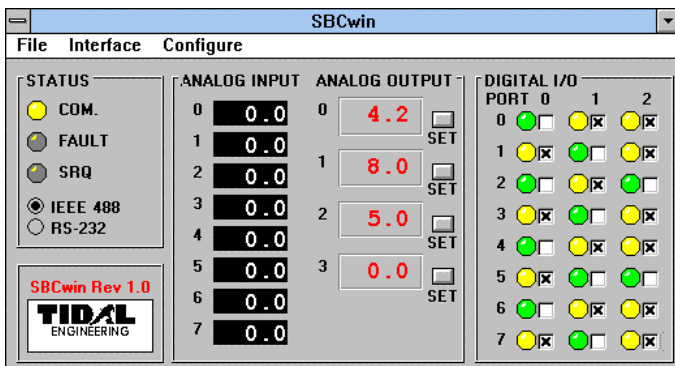 SBCwin
File Interface Configure
STATUS
COM.
FAULT
SRQ
IEEE 488
RS-232
SBCwin Rev 1.0
TIDAL
ENGINEERING
ANALOG INPUT
0 0.0
1 0.0
2 0.0
3 0.0
4 0.0
5 0.0
6 0.0
7 0.0
ANALOG OUTPUT
0 4.2
SET
1 8.0
SET
2 5.0
SET
3 0.0
SET
DIGITAL I/O
PORT 0 1 2
0
1
2
3
4
5
6
7